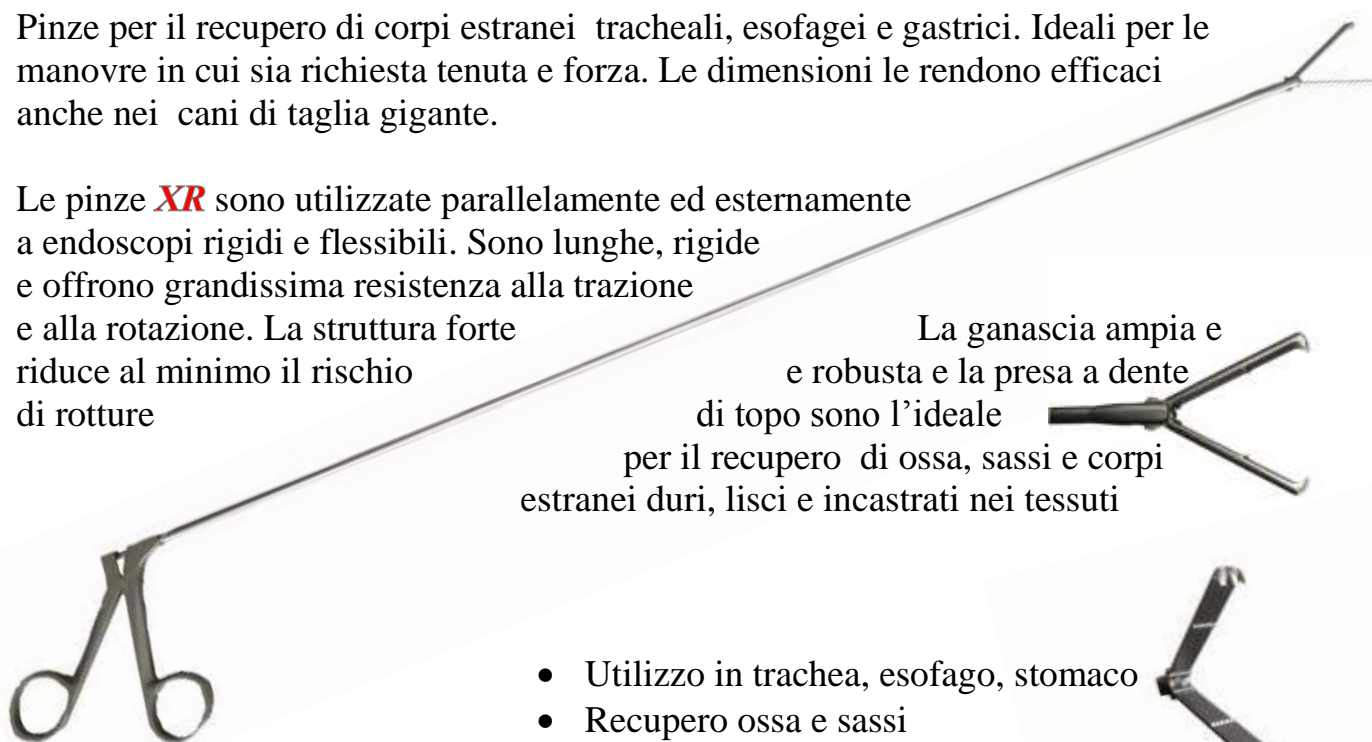 Pinze per il recupero di corpi estranei tracheali, esofagei e gastrici. Ideali per le
manovre in cui sia richiesta tenuta e forza. Le dimensioni le rendono efficaci
anche nei cani di taglia gigante.
Le pinze XR sono utilizzate parallelamente ed esternamente
a endoscopi rigidi e flessibili. Sono lunghe, rigide
e offrono grandissima resistenza alla trazione
e alla rotazione. La struttura forte
riduce al minimo il rischio
di rotture
La ganascia ampia e
e robusta e la presa a dente
di topo sono l’ideale
per il recupero di ossa, sassi e corpi
estranei duri, lisci e incastrati nei tessuti
• Utilizzo in trachea, esofago, stomaco
• Recupero ossa e sassi